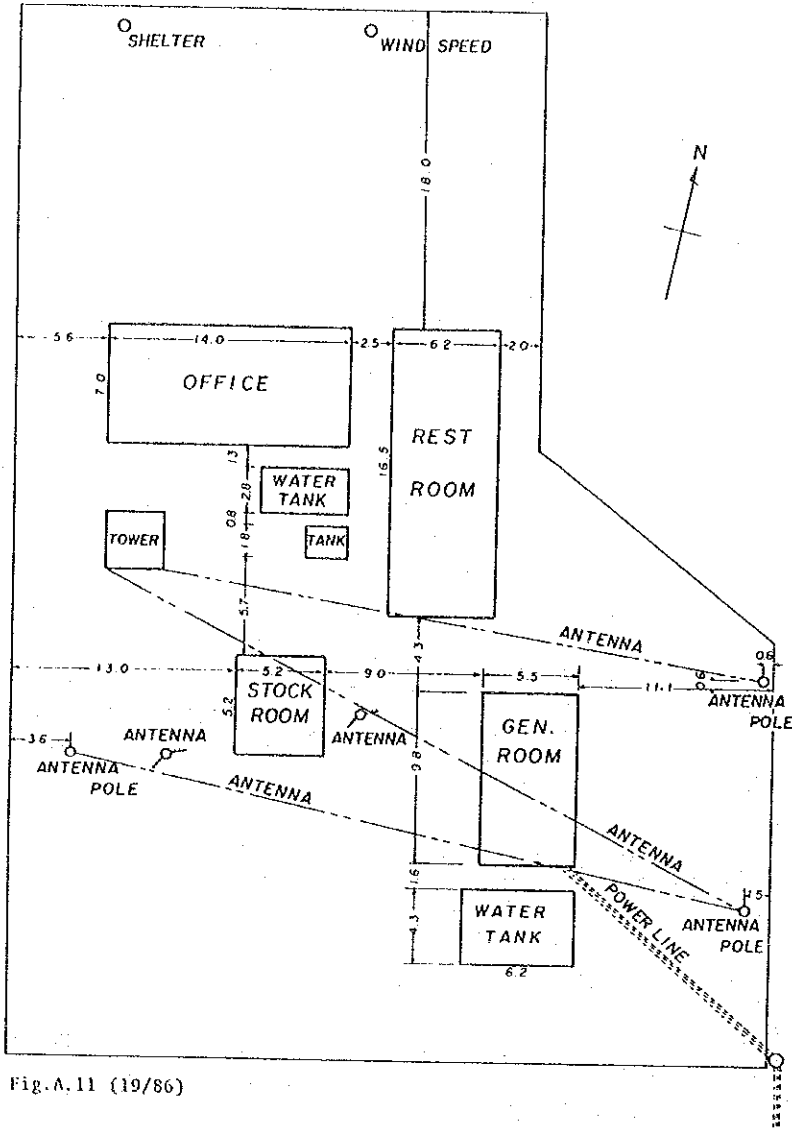 SHELTER
WIND SPEED
N
18.0
5.6
14.0
2.5
6.2
2.0
7.0
OFFICE
REST
ROOM
16.5
1.3
WATER
TANK
2.8
0.8
TOWER
TANK
1.8
5.7
ANTENNA
4.3
0.6
13.0
5.2
9.0
5.5
11.1
0.6
STOCK
ROOM
5.2
ANTENNA
POLE
GEN.
ROOM
3.6
ANTENNA
ANTENNA
ANTENNA
POLE
9.8
ANTENNA
ANTENNA
1.6
POWER LINE
1.5
WATER
TANK
ANTENNA
POLE
4.3
6.2
Fig.A.11 (19/86)